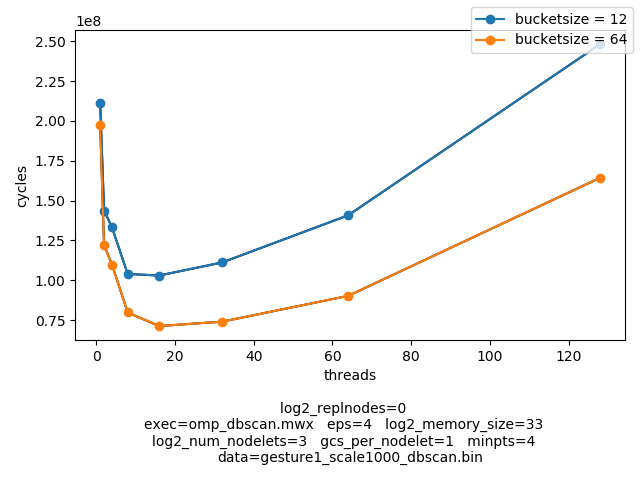 1e8
bucketsize = 12
bucketsize = 64
2.50
2.25
2.00
1.75
1.50
1.25
1.00
0.75
cycles
0 20 40 60 80 100 120
threads
log2_replnodes=0
exec=omp_dbscan.mwx eps=4 log2_memory_size=33
log2_num_nodelets=3 gcs_per_nodelet=1 minpts=4
data=gesture1_scale1000_dbscan.bin